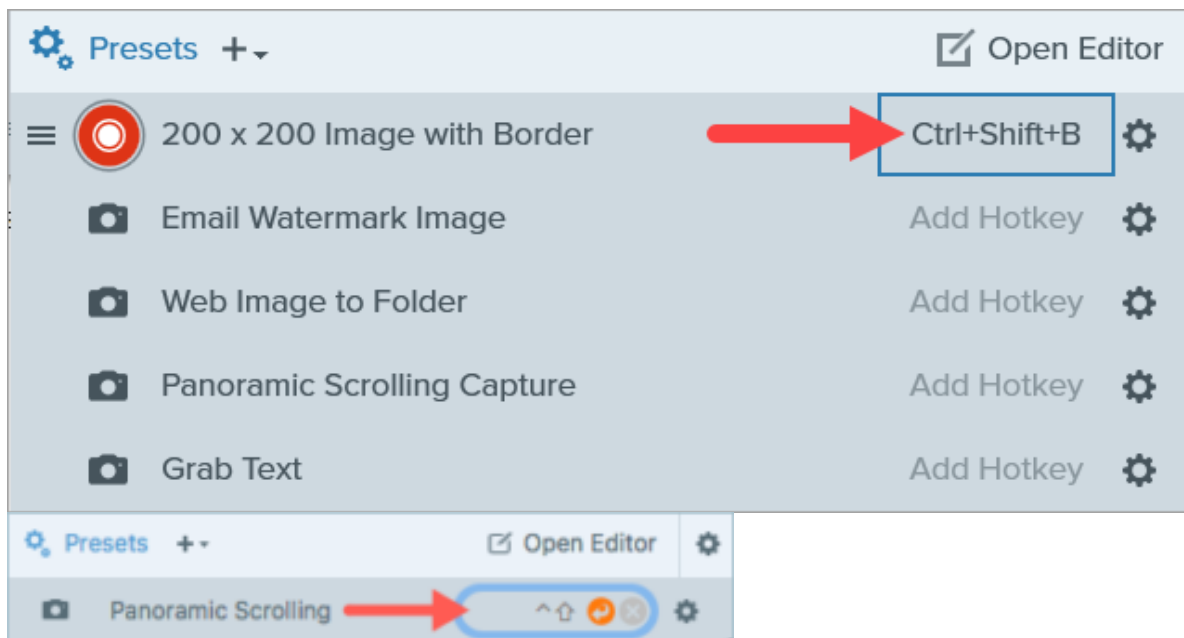 Presets Open Editor
200 x 200 Image with Border Ctrl+Shift+B
Email Watermark Image Add Hotkey
Web Image to Folder Add Hotkey
Panoramic Scrolling Capture Add Hotkey
Grab Text Add Hotkey
Presets Open Editor
Panoramic Scrolling